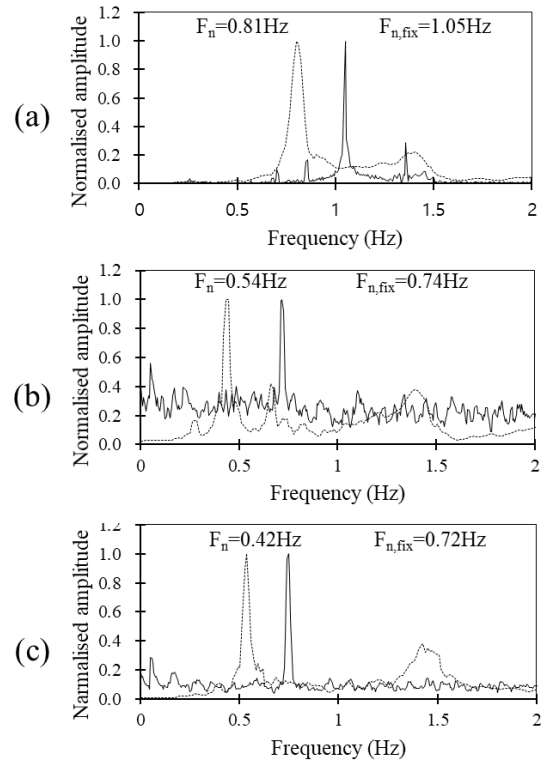 (a)
Normalised amplitude
1.2
1.0
0.8
0.6
0.4
0.2
0.0
Fn=0.81Hz Fn,fix=1.05Hz
0 0.5 1 1.5 2
Frequency (Hz)
(b)
Normalised amplitude
1.2
1.0
0.8
0.6
0.4
0.2
0.0
Fn=0.54Hz Fn,fix=0.74Hz
0 0.5 1 1.5 2
Frequency (Hz)
(c)
Narmalised amplitude
1.2
1.0
0.8
0.6
0.4
0.2
0.0
Fn=0.42Hz Fn,fix=0.72Hz
0 0.5 1 1.5 2
Frequency (Hz)